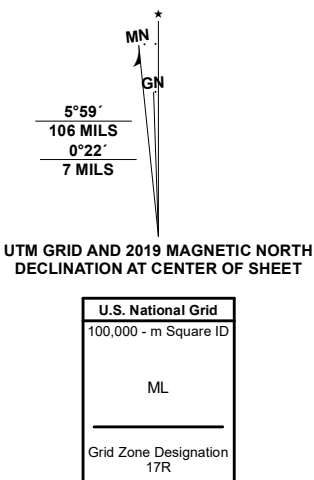 ★
MN
GN
5°59´
106 MILS
0°22´
7 MILS
UTM GRID AND 2019 MAGNETIC NORTH
DECLINATION AT CENTER OF SHEET
U.S. National Grid
100,000 - m Square ID
ML
Grid Zone Designation
17R